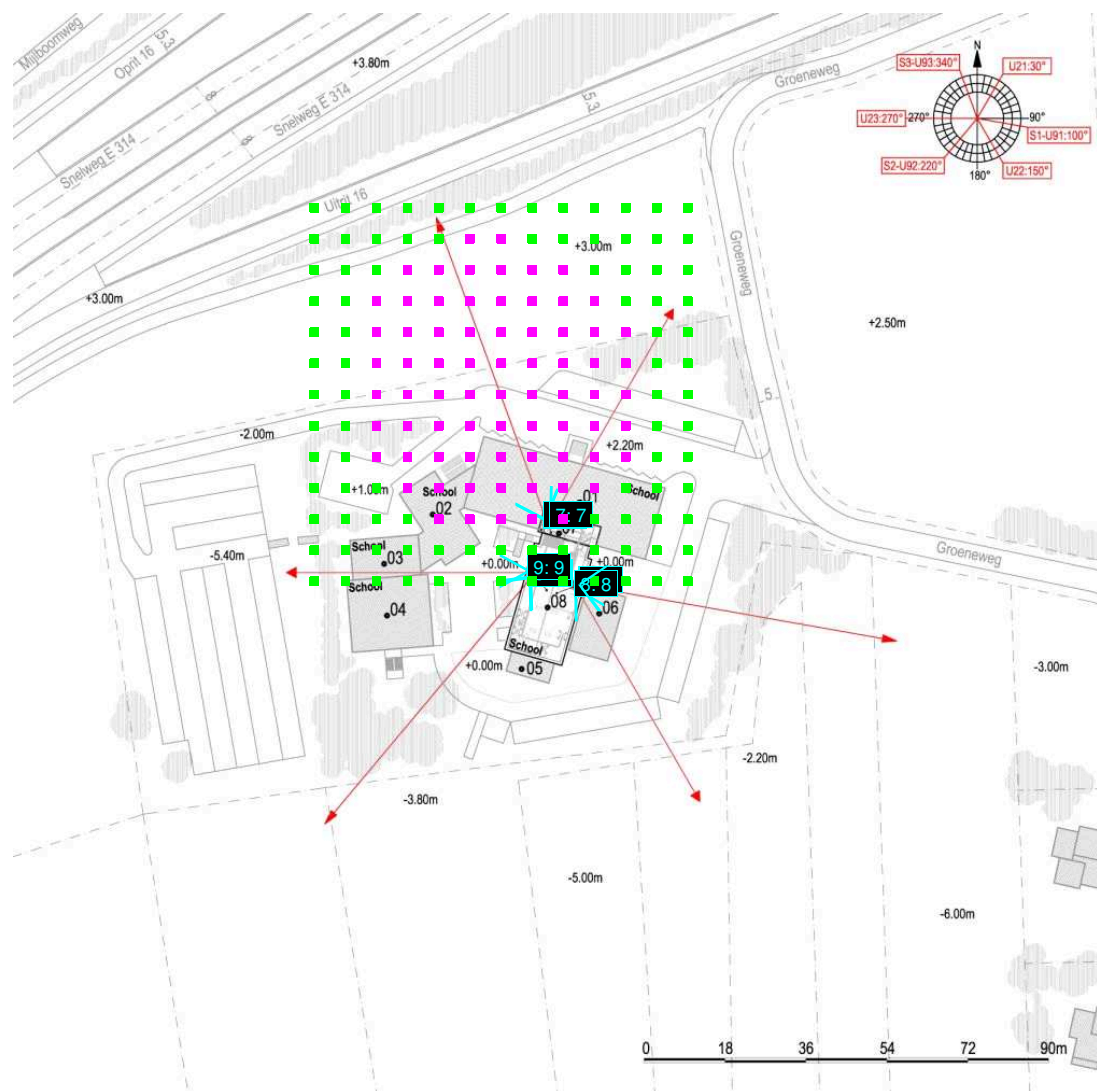 Mijlboomweg
Oprit 16
5.3
+3.80m
8
8
Snelweg E 314
Snelweg E 314
5.3
Groeneweg
N
S3-U93:340°
U21:30°
U23:270°
270°
90°
S1-U91:100°
S2-U92:220°
U22:150°
180°
Uitrit 16
+3.00m
Groeneweg
+3.00m
+2.50m
5
-2.00m
+2.20m
+1.00m
School
02
01
School
7: 7
07
-5.40m
School
03
+0.00m
9: 9
+0.00m
Groeneweg
School
04
8: 8
08
06
School
05
+0.00m
-3.00m
-2.20m
-3.80m
-5.00m
-6.00m
0 18 36 54 72 90m